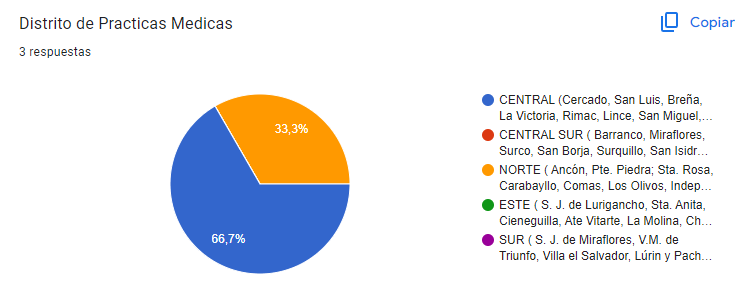 Distrito de Practicas Medicas
Copiar
3 respuestas
33,3%
66,7%
CENTRAL (Cercado, San Luis, Breña,
La Victoria, Rimac, Lince, San Miguel,...
CENTRAL SUR ( Barranco, Miraflores,
Surco, San Borja, Surquillo, San Isidr...
NORTE ( Ancón, Pte. Piedra; Sta. Rosa,
Carabayllo, Comas, Los Olivos, Indep...
ESTE ( S. J. de Lurigancho, Sta. Anita,
Cieneguilla, Ate Vitarte, La Molina, Ch...
SUR ( S. J. de Miraflores, V.M. de
Triunfo, Villa el Salvador, Lúrin y Pach...